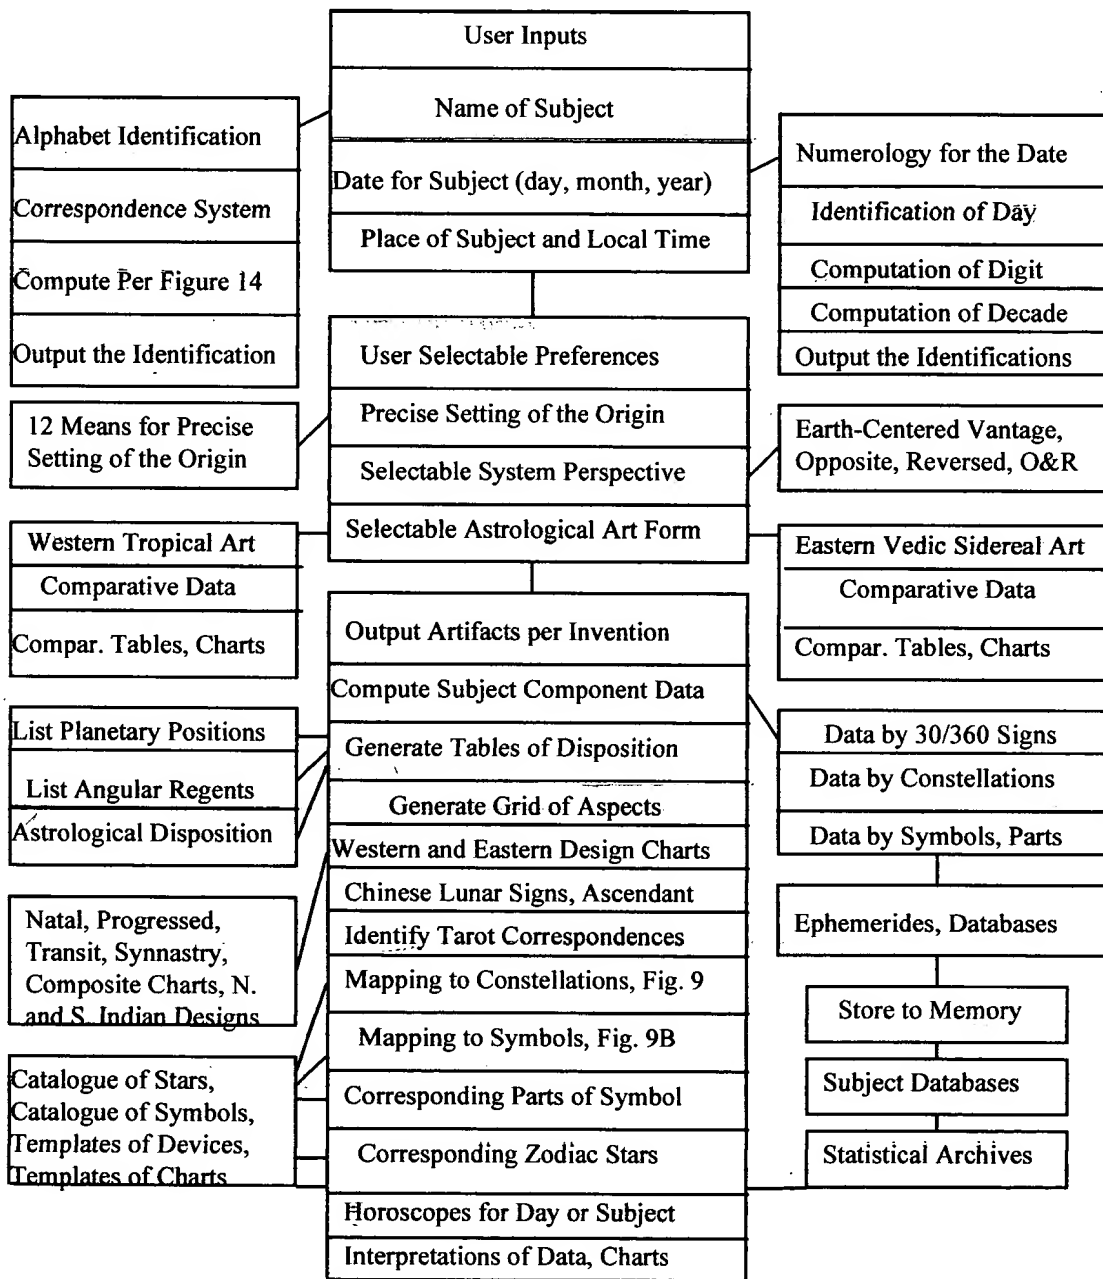 User Inputs
Name of Subject
Date for Subject (day, month, year)
Place of Subject and Local Time
Alphabet Identification
Correspondence System
Compute Per Figure 14
Output the Identification
Numerology for the Date
Identification of Day
Computation of Digit
Computation of Decade
Output the Identifications
User Selectable Preferences
Precise Setting of the Origin
Selectable System Perspective
Selectable Astrological Art Form
12 Means for Precise
Setting of the Origin
Earth-Centered Vantage,
Opposite, Reversed, O&R
Western Tropical Art
Comparative Data
Compar. Tables, Charts
Eastern Vedic Sidereal Art
Comparative Data
Compar. Tables, Charts
Output Artifacts per Invention
Compute Subject Component Data
Generate Tables of Disposition
Generate Grid of Aspects
Western and Eastern Design Charts
Chinese Lunar Signs, Ascendant
Identify Tarot Correspondences
Mapping to Constellations, Fig. 9
Mapping to Symbols, Fig. 9B
Corresponding Parts of Symbol
Corresponding Zodiac Stars
Horoscopes for Day or Subject
Interpretations of Data, Charts
List Planetary Positions
List Angular Regents
Astrological Disposition
Natal, Progressed,
Transit, Synnastry,
Composite Charts, N.
and S. Indian Designs
Catalogue of Stars,
Catalogue of Symbols,
Templates of Devices,
Templates of Charts
Data by 30/360 Signs
Data by Constellations
Data by Symbols, Parts
Ephemerides, Databases
Store to Memory
Subject Databases
Statistical Archives